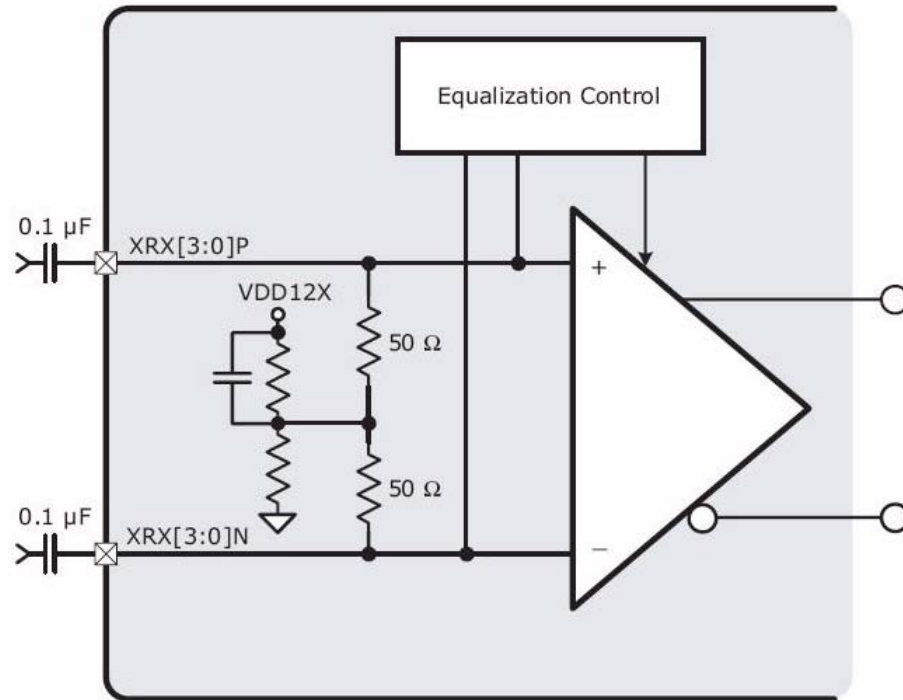 Equalization Control
0.1 µF
XRX[3:0]P
+
VDD12X
50 Ω
50 Ω
0.1 µF
XRX[3:0]N
−